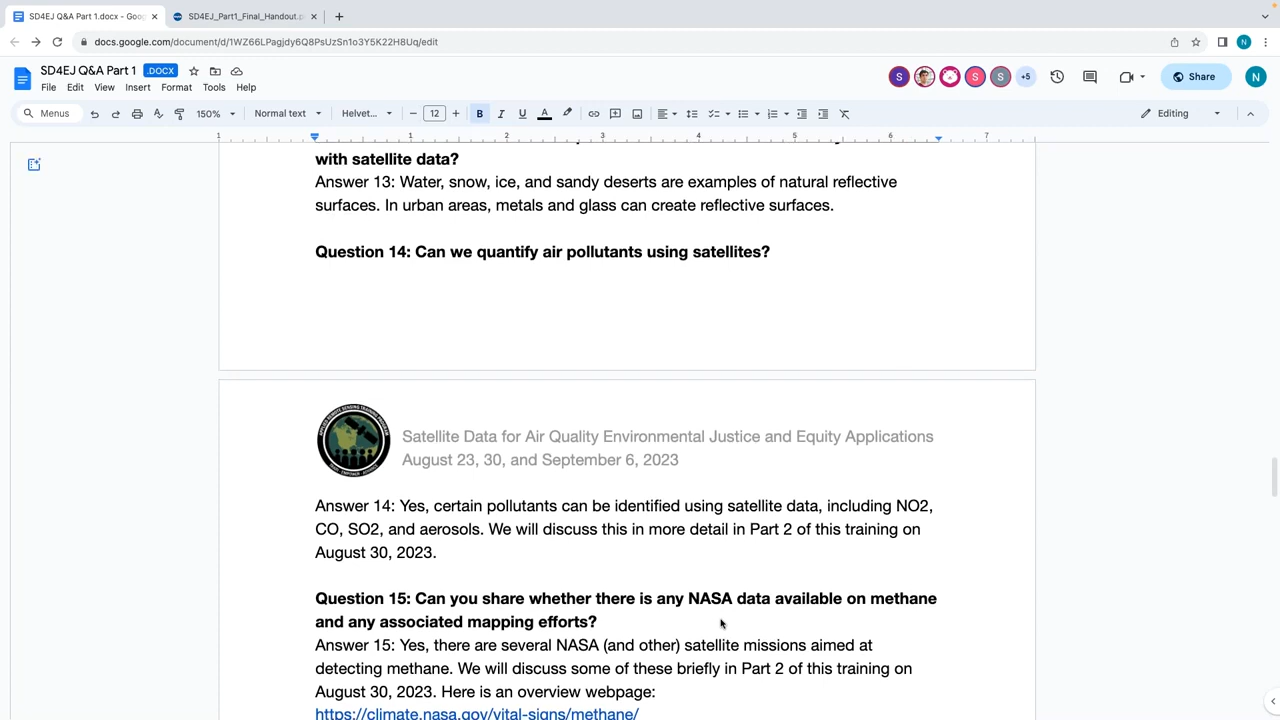 SD4EJ Q&A Part 1.docx - Goo
SD4EJ_Part1_Final_Handout.p
docs.google.com/document/d/1WZ66LPagjdy6Q8PsUzSn1o3Y5K22H8Uq/edit
N
SD4EJ Q&A Part 1 .DOCX
File Edit View Insert Format Tools Help
S S S +5 Share N
Menus 150% Normal text Helvet... 12 B I U A Editing
1 1 2 3 4 5 6 7
with satellite data?
Answer 13: Water, snow, ice, and sandy deserts are examples of natural reflective
surfaces. In urban areas, metals and glass can create reflective surfaces.
Question 14: Can we quantify air pollutants using satellites?
Satellite Data for Air Quality Environmental Justice and Equity Applications
August 23, 30, and September 6, 2023
Answer 14: Yes, certain pollutants can be identified using satellite data, including NO2,
CO, SO2, and aerosols. We will discuss this in more detail in Part 2 of this training on
August 30, 2023.
Question 15: Can you share whether there is any NASA data available on methane
and any associated mapping efforts?
Answer 15: Yes, there are several NASA (and other) satellite missions aimed at
detecting methane. We will discuss some of these briefly in Part 2 of this training on
August 30, 2023. Here is an overview webpage:
https://climate.nasa.gov/vital-signs/methane/